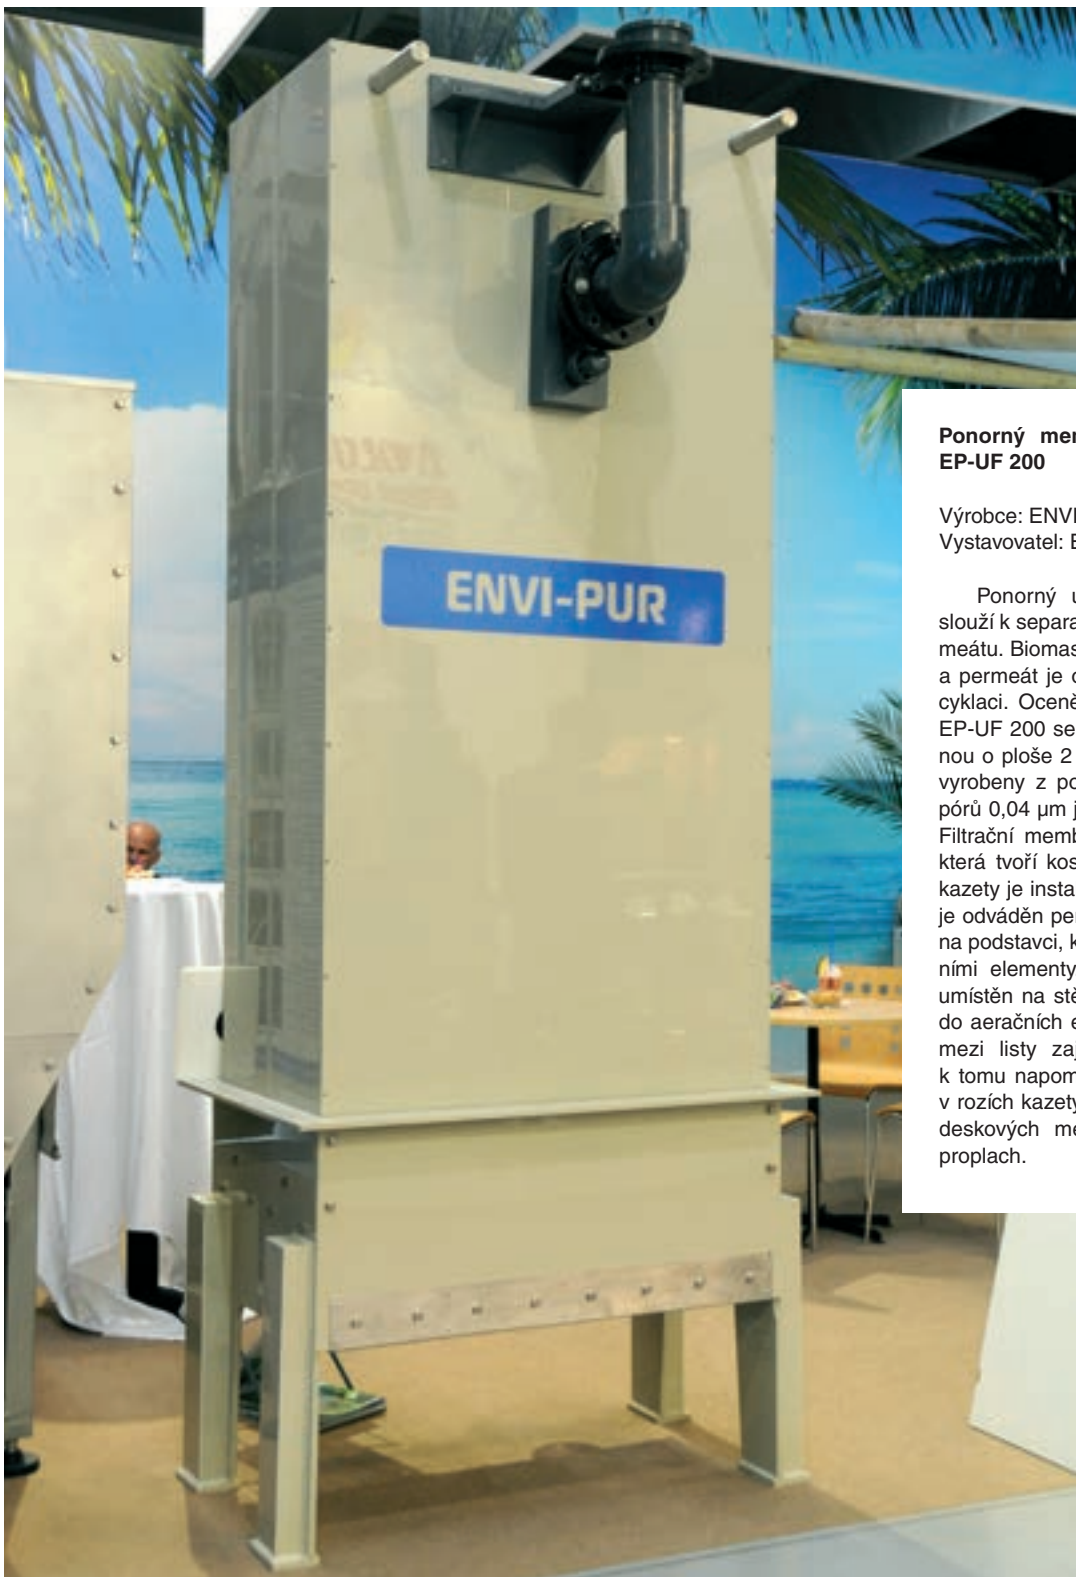 ENVI-PUR
Ponorný mer
EP-UF 200
Výrobce: ENVI
Vystavovatel: E
Ponorný u
slouží k separa
meátu. Biomas
a permeát je o
cyklaci. Oceně
EP-UF 200 se
nou o ploše 2
vyrobeny z po
pórů 0,04 µm j
Filtrační memb
která tvoří kos
kazety je insta
je odváděn per
na podstavci, k
ními elementy
umístěn na stě
do aeračních e
mezi listy zaj
k tomu napom
v rozích kazety
deskových me
proplach.